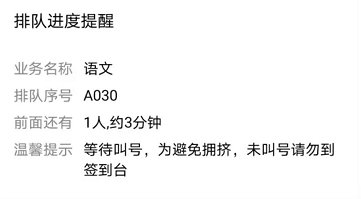 排队进度提醒
业务名称 语文
排队序号 A030
前面还有 1人,约3分钟
温馨提示 等待叫号，为避免拥挤，未叫号请勿到
签到台